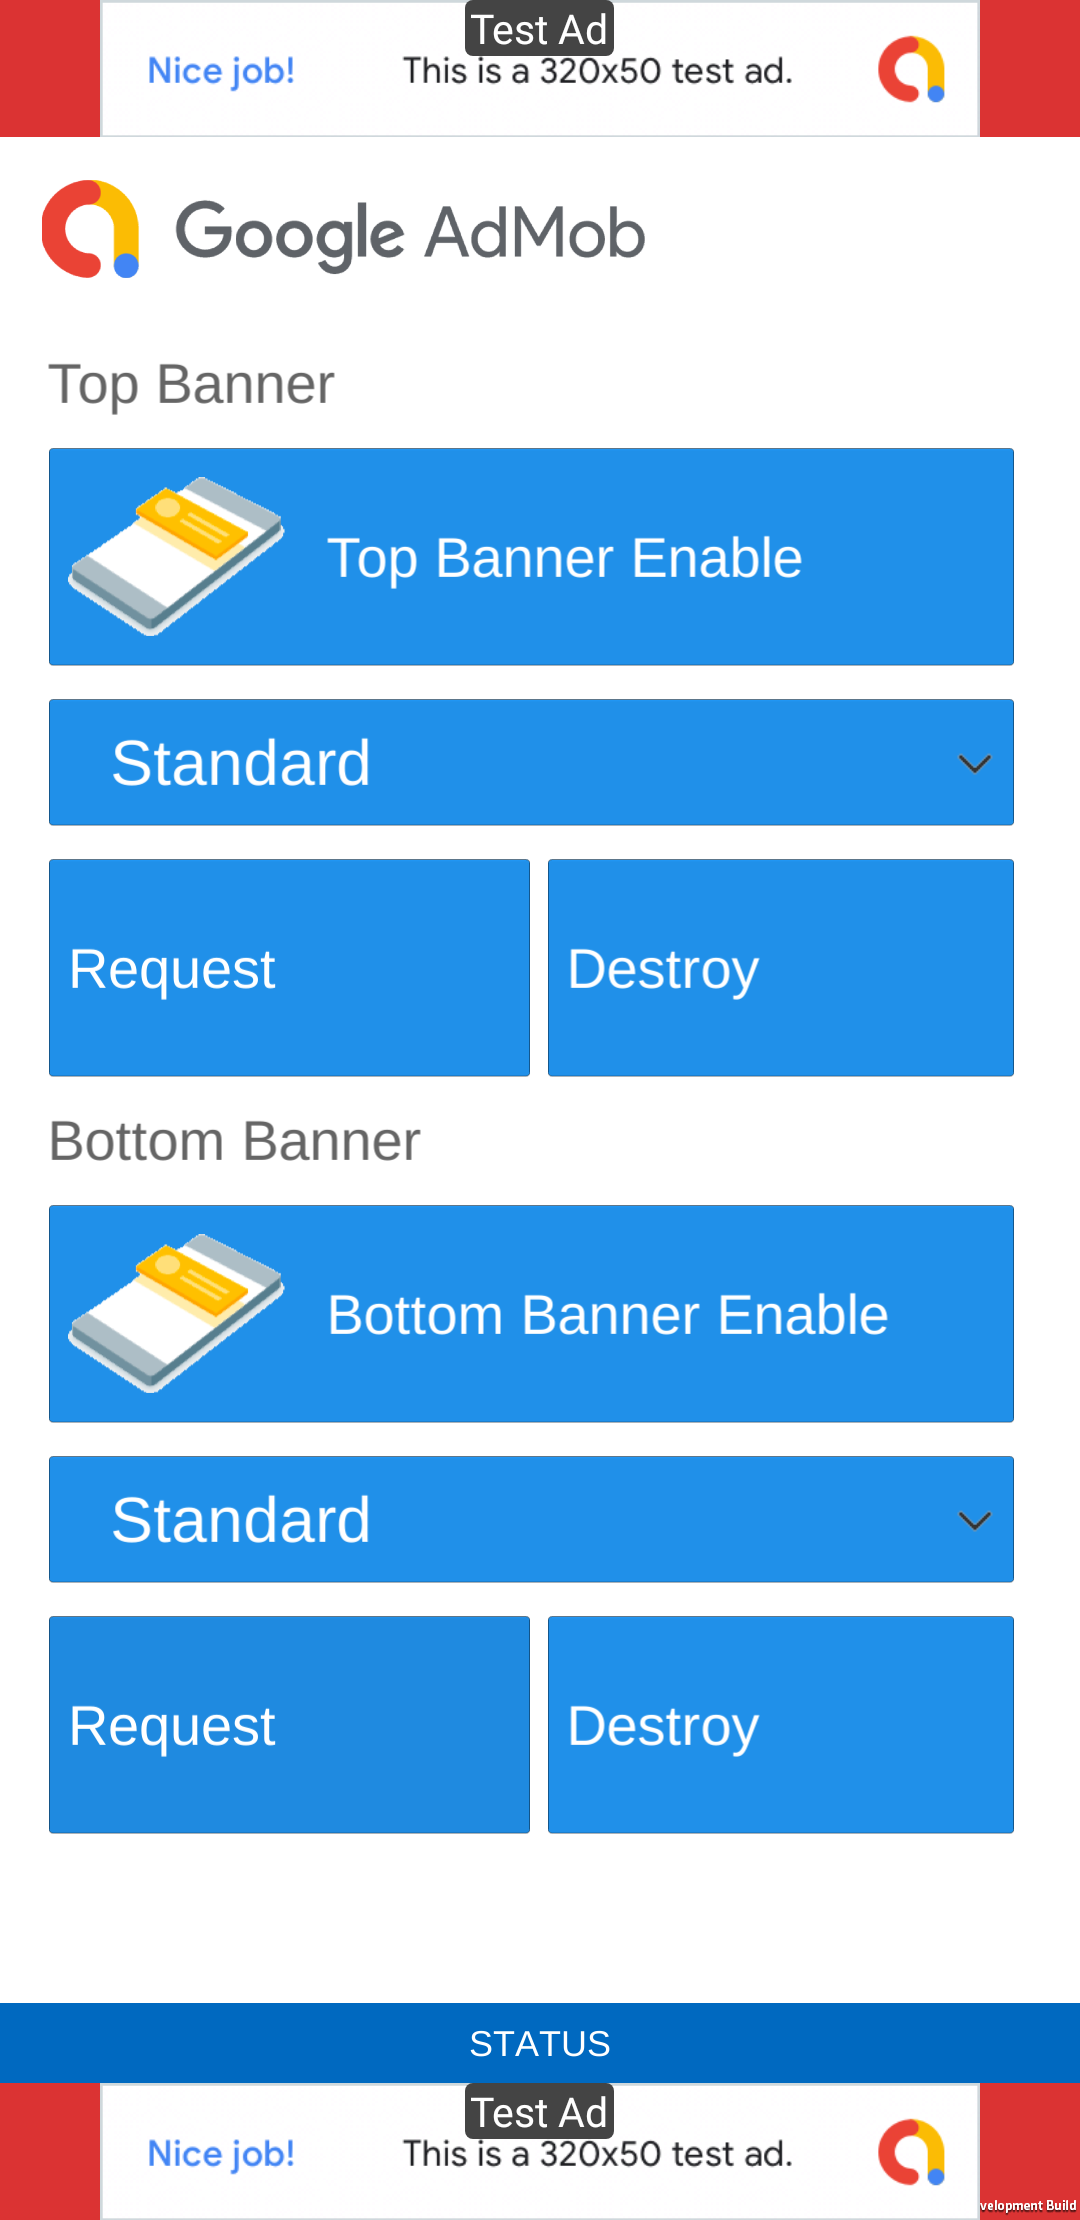 Test Ad
Nice job! This is a 320x50 test ad.
Google AdMob
Top Banner
Top Banner Enable
Standard
Request Destroy
Bottom Banner
Bottom Banner Enable
Standard
Request Destroy
STATUS
Test Ad
Nice job! This is a 320x50 test ad.
velopment Build